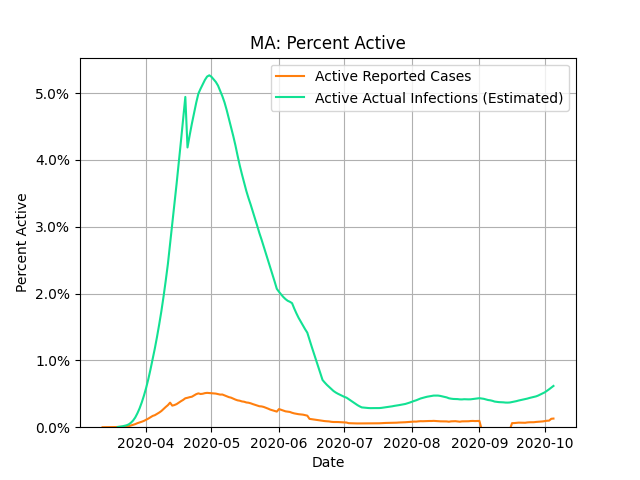 MA: Percent Active
Active Reported Cases
Active Actual Infections (Estimated)
Percent Active
5.0%
4.0%
3.0%
2.0%
1.0%
0.0%
2020-04 2020-05 2020-06 2020-07 2020-08 2020-09 2020-10
Date